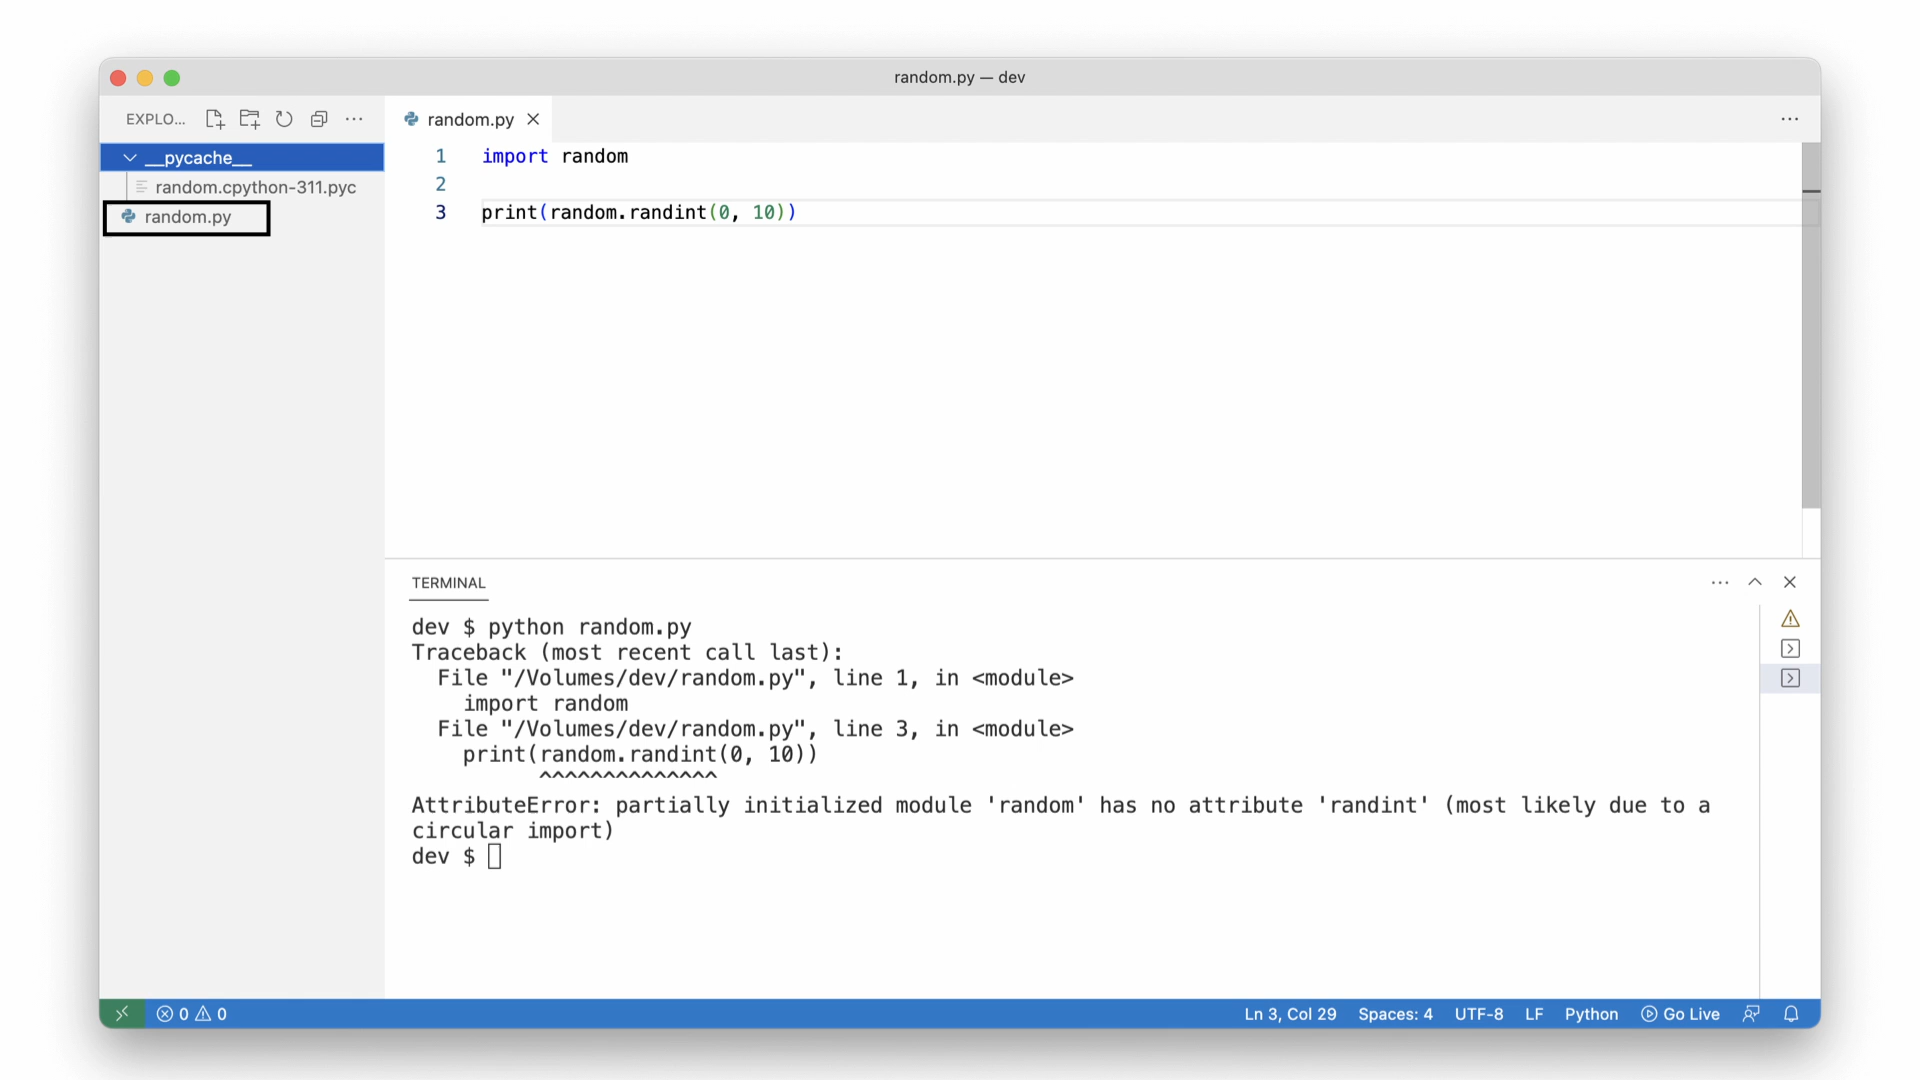 random.py — dev
EXPLO...
random.py
__pycache__
random.cpython-311.pyc
random.py
1 import random
2
3 print(random.randint(0, 10))
TERMINAL
dev $ python random.py
Traceback (most recent call last):
  File "/Volumes/dev/random.py", line 1, in <module>
    import random
  File "/Volumes/dev/random.py", line 3, in <module>
    print(random.randint(0, 10))
          ^^^^^^^^^^^^^^
AttributeError: partially initialized module 'random' has no attribute 'randint' (most likely due to a
circular import)
dev $
0 0 Ln 3, Col 29 Spaces: 4 UTF-8 LF Python Go Live